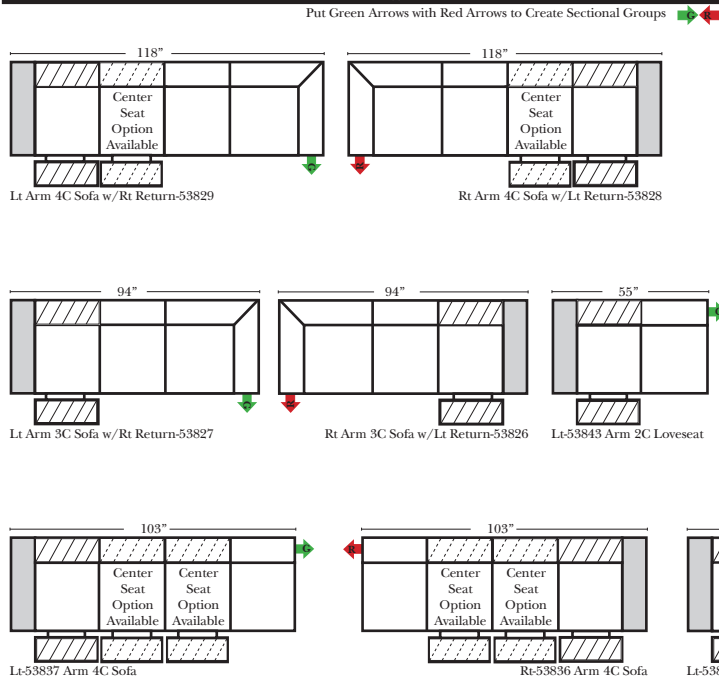 Put Green Arrows with Red Arrows to Create Sectional Groups G R
118” 118”
Center
Seat
Option
Available
Center
Seat
Option
Available
G
R
Lt Arm 4C Sofa w/Rt Return-53829
Rt Arm 4C Sofa w/Lt Return-53828
94” 94” 55”
G
G
R
Lt Arm 3C Sofa w/Rt Return-53827
Rt Arm 3C Sofa w/Lt Return-53826
Lt-53843 Arm 2C Loveseat
103” 103”
G
R
Center
Seat
Option
Available
Center
Seat
Option
Available
Center
Seat
Option
Available
Center
Seat
Option
Available
Lt-53837 Arm 4C Sofa
Rt-53836 Arm 4C Sofa
Lt-538